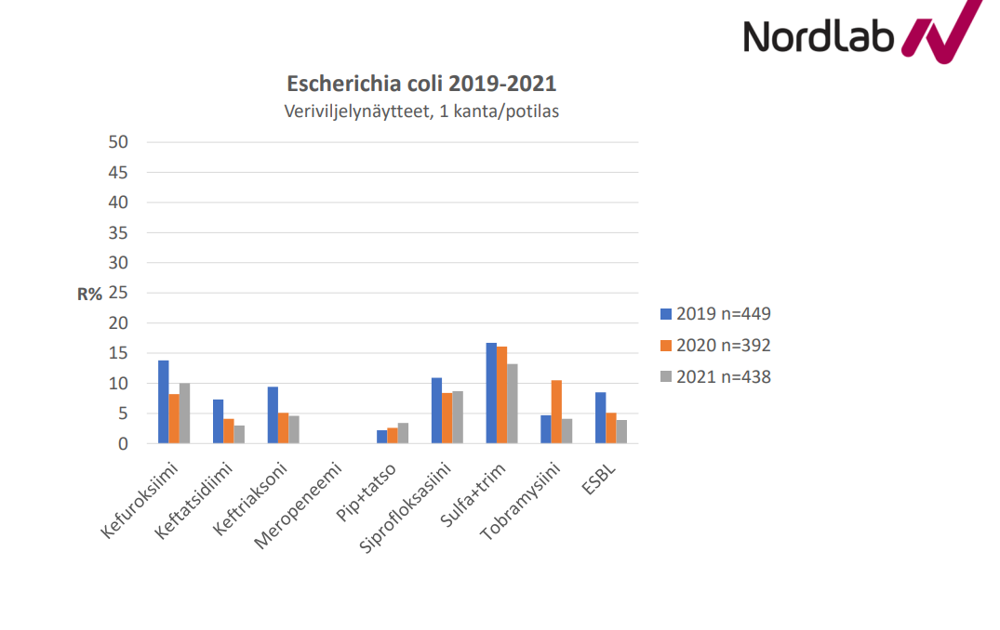 NordLab
Escherichia coli 2019-2021
Veriviljelynäytteet, 1 kanta/potilas
50
45
40
35
30
R% 25
20
15
10
5
0
Kefuroksiimi
Keftatsidiimi
Keftriaksoni
Meropeneemi
Pip+tatso
Siprofloksasiini
Sulfa+trim
Tobramysiini
ESBL
2019 n=449
2020 n=392
2021 n=438